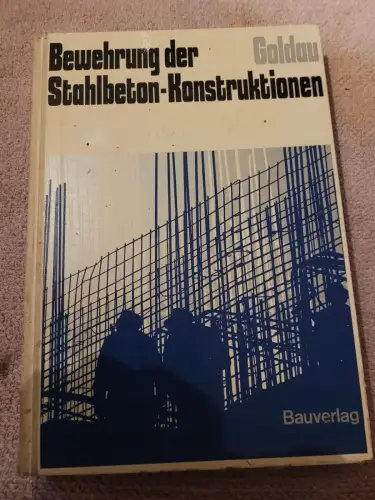 Bewehrung der Goldau
Stahlbeton-Konstruktionen
Bauverlag